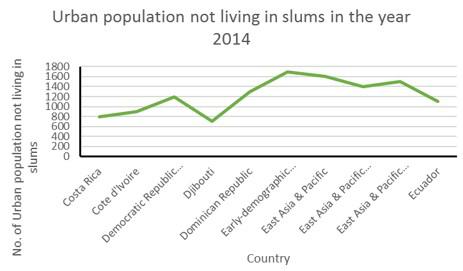 Urban population not living in slums in the year
2014
No. of Urban population not living in
slums
1800
1600
1400
1200
1000
800
600
400
200
0
Costa Rica
Cote d'Ivoire
Democratic Republic...
Djibouti
Dominican Republic
Early-demographic...
East Asia & Pacific
East Asia & Pacific...
East Asia & Pacific...
Ecuador
Country